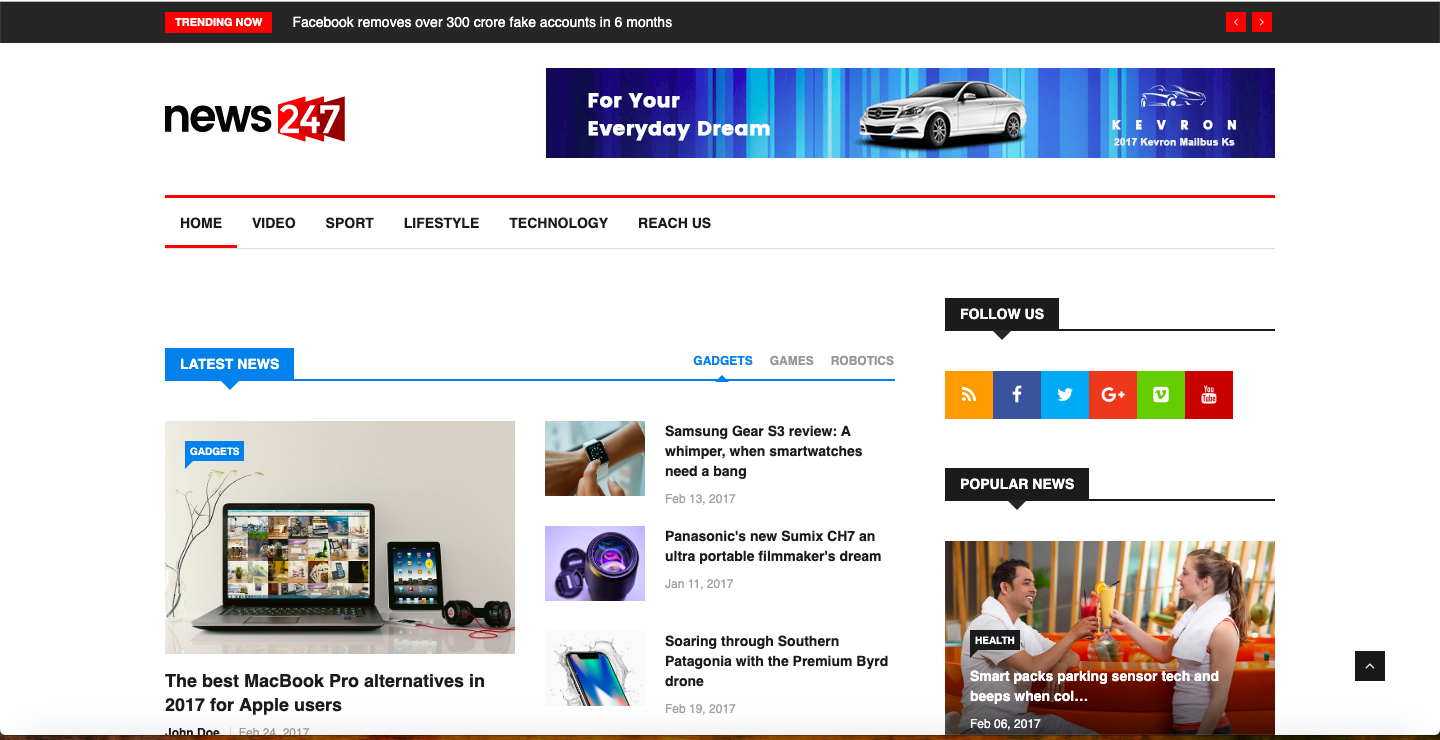 TRENDING NOW Facebook removes over 300 crore fake accounts in 6 months
news 247
For Your
Everyday Dream
KEVRON
2017 Kevron Mailbus Ks
HOME VIDEO SPORT LIFESTYLE TECHNOLOGY REACH US
LATEST NEWS GADGETS GAMES ROBOTICS
GADGETS
The best MacBook Pro alternatives in
2017 for Apple users
John Doe Feb 24, 2017
Samsung Gear S3 review: A
whimper, when smartwatches
need a bang
Feb 13, 2017
Panasonic's new Sumix CH7 an
ultra portable filmmaker's dream
Jan 11, 2017
Soaring through Southern
Patagonia with the Premium Byrd
drone
Feb 19, 2017
FOLLOW US
You
Tube
POPULAR NEWS
HEALTH
Smart packs parking sensor tech and
beeps when col…
Feb 06, 2017